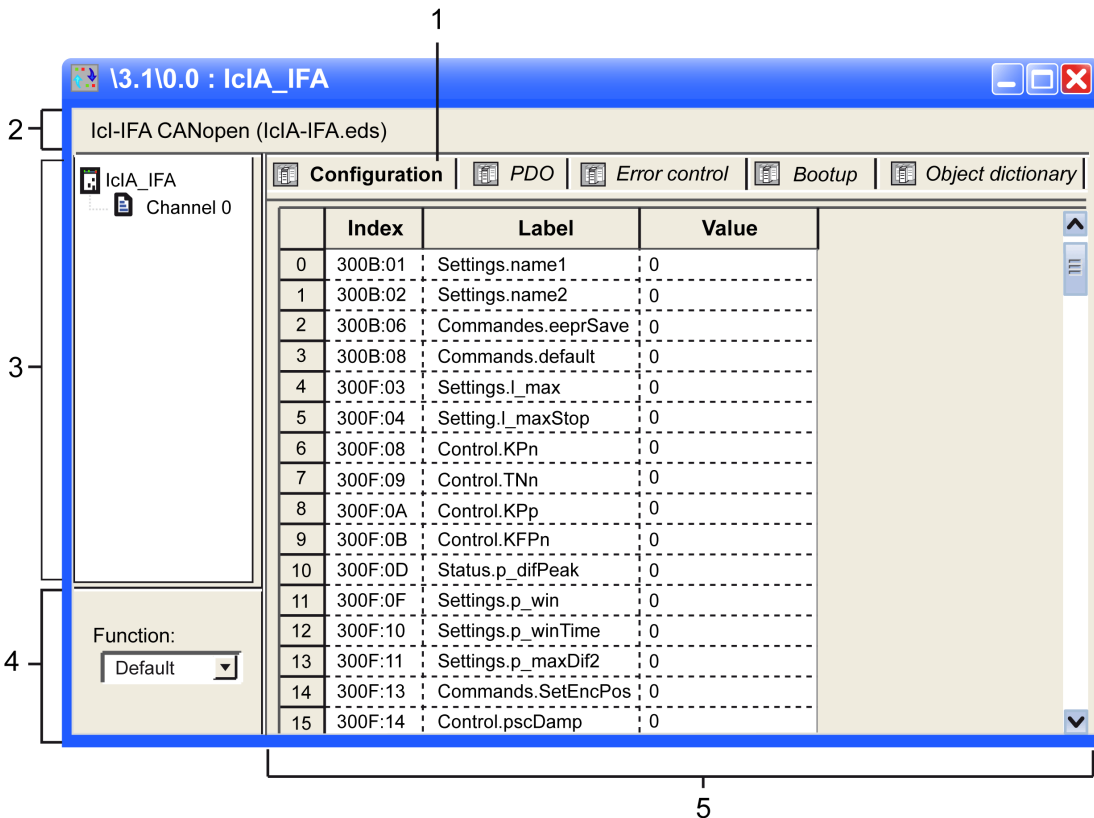 1
\3.1\0.0 : IcIA_IFA
2
IcI-IFA CANopen (IcIA-IFA.eds)
IcIA_IFA
Channel 0
3
Configuration
PDO
Error control
Bootup
Object dictionary
Index Label Value
0 300B:01 Settings.name1 0
1 300B:02 Settings.name2 0
2 300B:06 Commandes.eeprSave 0
3 300B:08 Commands.default 0
4 300F:03 Settings.I_max 0
5 300F:04 Setting.I_maxStop 0
6 300F:08 Control.KPn 0
7 300F:09 Control.TNn 0
8 300F:0A Control.KPp 0
9 300F:0B Control.KFPn 0
10 300F:0D Status.p_difPeak 0
11 300F:0F Settings.p_win 0
12 300F:10 Settings.p_winTime 0
13 300F:11 Settings.p_maxDif2 0
14 300F:13 Commands.SetEncPos 0
15 300F:14 Control.pscDamp 0
4
Function:
Default
5